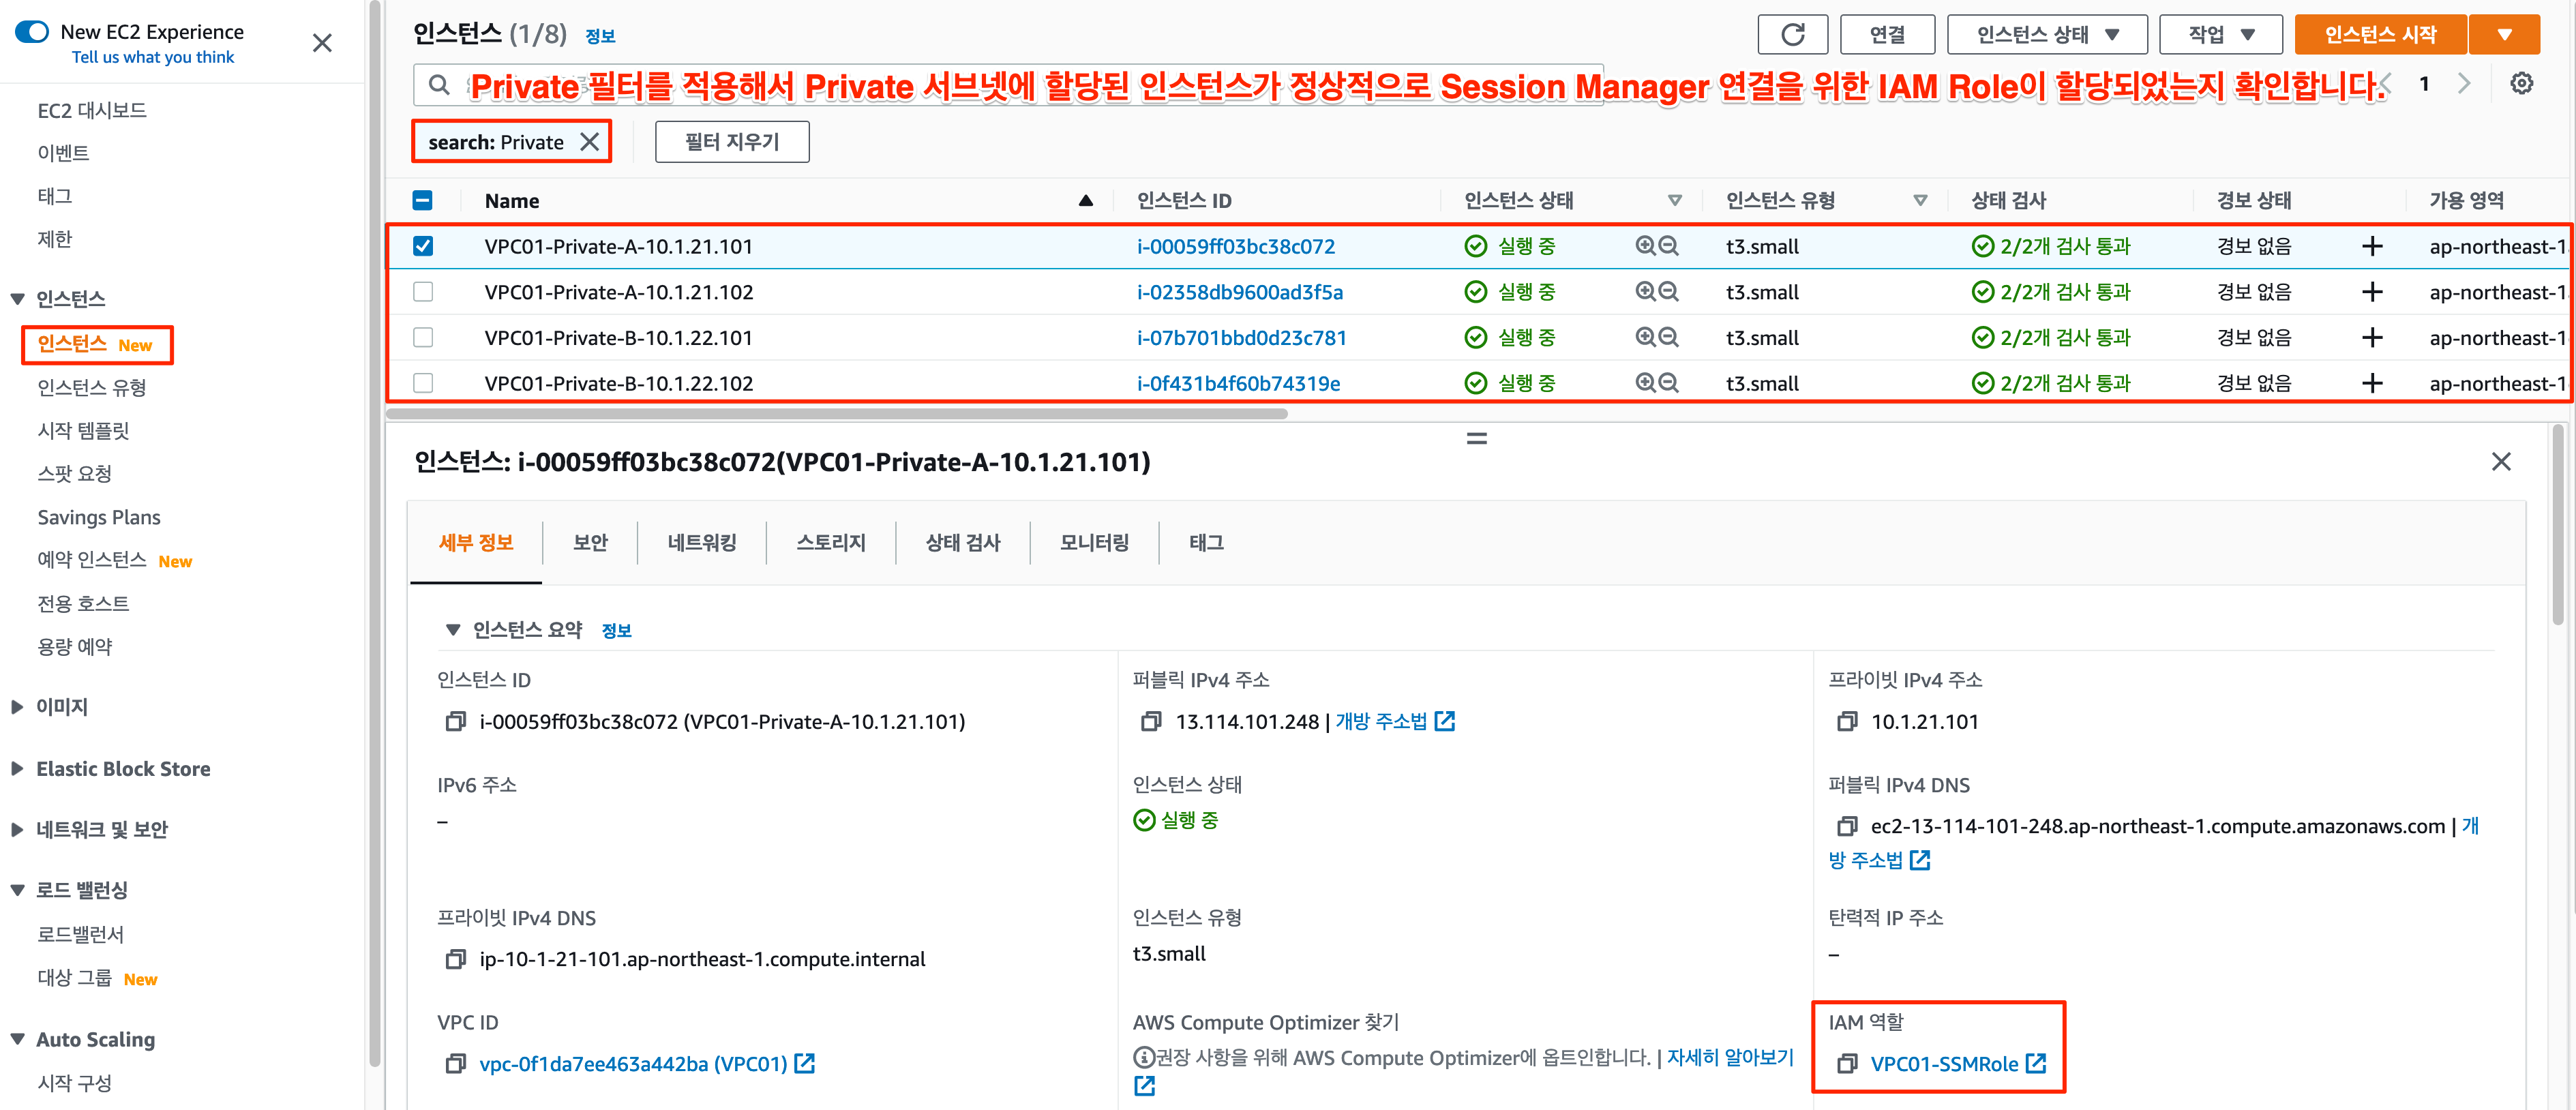 New EC2 Experience
Tell us what you think
EC2 대시보드
이벤트
태그
제한
인스턴스
인스턴스 New
인스턴스 유형
시작 템플릿
스팟 요청
Savings Plans
예약 인스턴스 New
전용 호스트
용량 예약
이미지
Elastic Block Store
네트워크 및 보안
로드 밸런싱
로드밸런서
대상 그룹 New
Auto Scaling
시작 구성
인스턴스 (1/8) 정보
연결
인스턴스 상태
작업
인스턴스 시작
Private 필터를 적용해서 Private 서브넷에 할당된 인스턴스가 정상적으로 Session Manager 연결을 위한 IAM Role이 할당되었는지 확인합니다.
1
search: Private
필터 지우기
Name 인스턴스 ID 인스턴스 상태 인스턴스 유형 상태 검사 경보 상태 가용 영역
VPC01-Private-A-10.1.21.101 i-00059ff03bc38c072 실행 중 t3.small 2/2개 검사 통과 경보 없음 ap-northeast-1
VPC01-Private-A-10.1.21.102 i-02358db9600ad3f5a 실행 중 t3.small 2/2개 검사 통과 경보 없음 ap-northeast-1
VPC01-Private-B-10.1.22.101 i-07b701bbd0d23c781 실행 중 t3.small 2/2개 검사 통과 경보 없음 ap-northeast-1
VPC01-Private-B-10.1.22.102 i-0f431b4f60b74319e 실행 중 t3.small 2/2개 검사 통과 경보 없음 ap-northeast-1
인스턴스: i-00059ff03bc38c072(VPC01-Private-A-10.1.21.101)
세부 정보 보안 네트워킹 스토리지 상태 검사 모니터링 태그
인스턴스 요약 정보
인스턴스 ID
i-00059ff03bc38c072 (VPC01-Private-A-10.1.21.101)
퍼블릭 IPv4 주소
13.114.101.248 | 개방 주소법
프라이빗 IPv4 주소
10.1.21.101
IPv6 주소
–
인스턴스 상태
실행 중
퍼블릭 IPv4 DNS
ec2-13-114-101-248.ap-northeast-1.compute.amazonaws.com | 개
방 주소법
프라이빗 IPv4 DNS
ip-10-1-21-101.ap-northeast-1.compute.internal
인스턴스 유형
t3.small
탄력적 IP 주소
–
VPC ID
vpc-0f1da7ee463a442ba (VPC01)
AWS Compute Optimizer 찾기
권장 사항을 위해 AWS Compute Optimizer에 옵트인합니다. | 자세히 알아보기
IAM 역할
VPC01-SSMRole